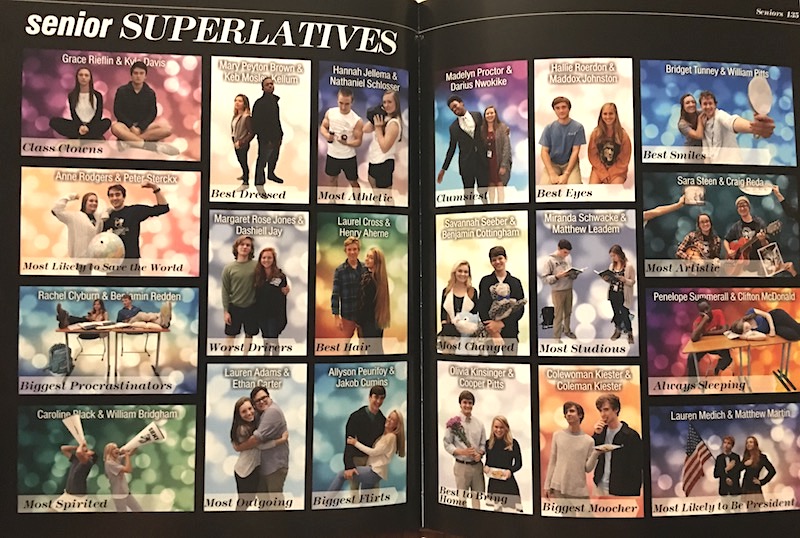 senior SUPERLATIVES
Seniors 135
Grace Rieflin & Kyle Davis
Class Clowns
Mary Peyton Brown &
Keb Mosley-Kellum
Best Dressed
Hannah Jellema &
Nathaniel Schlosser
Most Athletic
Anne Rodgers & Peter Sterckx
Most Likely to Save the World
Margaret Rose Jones &
Dashiell Jay
Worst Drivers
Laurel Cross &
Henry Aherne
Best Hair
Rachel Clyburn & Benjamin Redden
Biggest Procrastinators
Caroline Black & William Bridgham
Most Spirited
Lauren Adams &
Ethan Carter
Most Outgoing
Allyson Peurifoy &
Jakob Cumins
Biggest Flirts
Madelyn Proctor &
Darius Nwokike
Clumsiest
Hallie Roerdon &
Maddox Johnston
Best Eyes
Bridget Tunney & William Pitts
Best Smiles
Savannah Seeber &
Benjamin Cottingham
Most Changed
Miranda Schwacke &
Matthew Leadem
Most Studious
Sara Steen & Craig Reda
Most Artistic
Penelope Summerall & Clifton McDonald
Always Sleeping
Olivia Kinsinger &
Cooper Pitts
Best to Bring
Home
Colewoman Kiester &
Coleman Kiester
Biggest Moocher
Lauren Medich & Matthew Martin
Most Likely to Be President